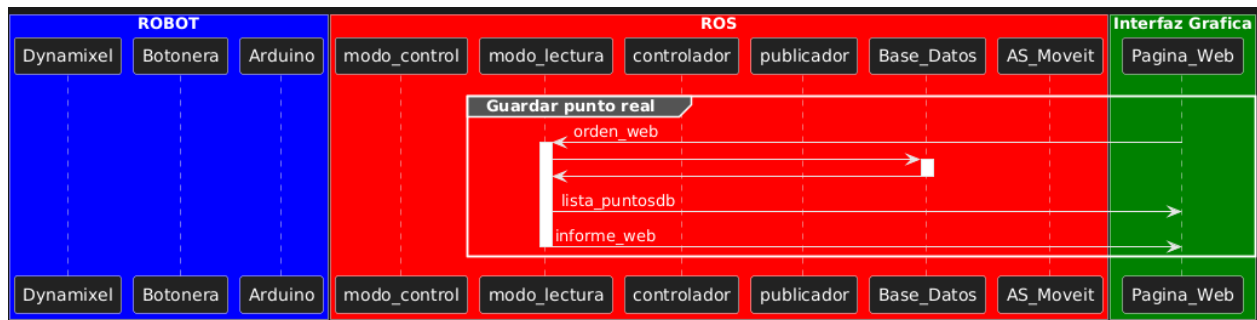 ROBOT ROS Interfaz Grafica
Dynamixel Botonera Arduino modo_control modo_lectura controlador publicador Base_Datos AS_Moveit Pagina_Web
Guardar punto real
orden_web
lista_puntosdb
informe_web
Dynamixel Botonera Arduino modo_control modo_lectura controlador publicador Base_Datos AS_Moveit Pagina_Web